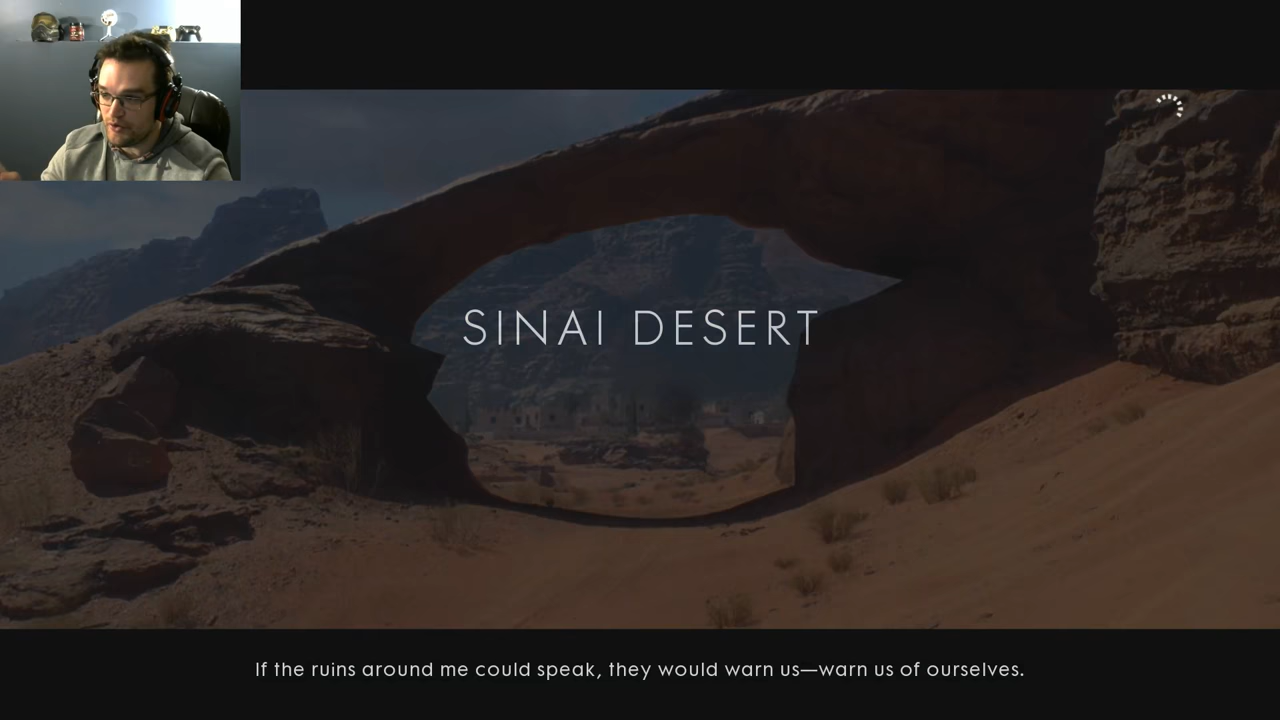 SINAI DESERT
If the ruins around me could speak, they would warn us—warn us of ourselves.